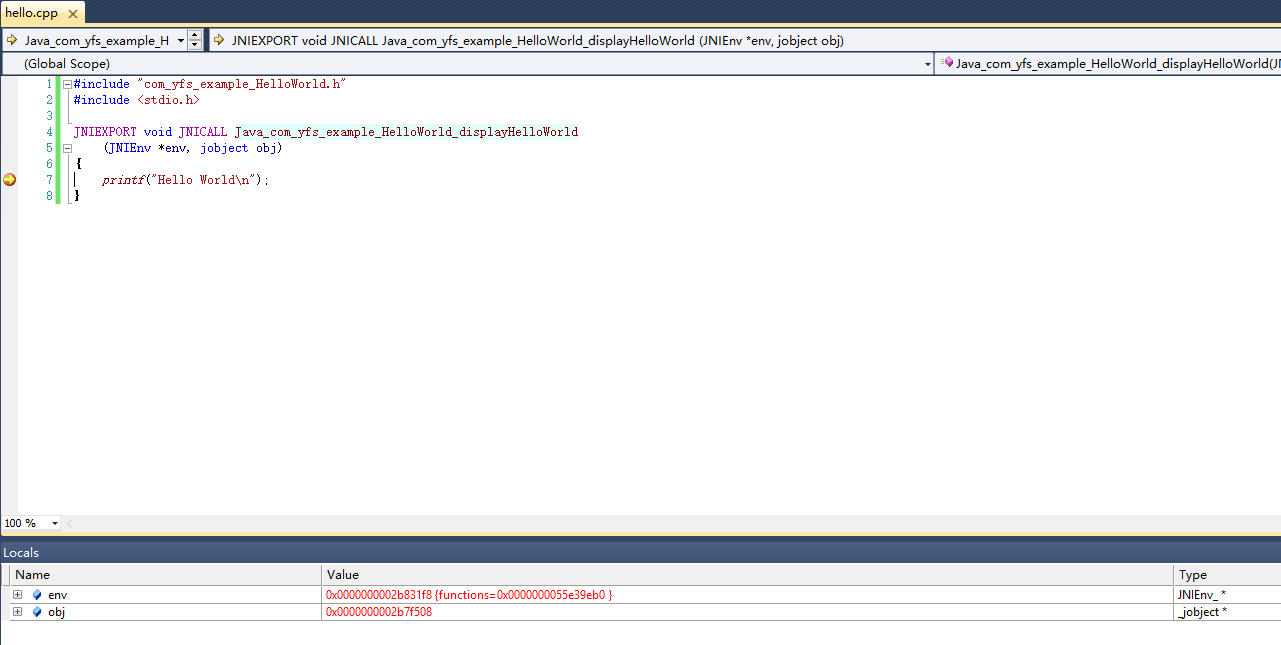 hello.cpp
Java_com_yfs_example_H JNIEXPORT void JNICALL Java_com_yfs_example_HelloWorld_displayHelloWorld (JNIEnv *env, jobject obj)
(Global Scope) Java_com_yfs_example_HelloWorld_displayHelloWorld(JN
1 #include "com_yfs_example_HelloWorld.h"
2 #include <stdio.h>
3
4 JNIEXPORT void JNICALL Java_com_yfs_example_HelloWorld_displayHelloWorld
5 (JNIEnv *env, jobject obj)
6 {
7 printf("Hello World\n");
8 }
100 %
Locals
Name Value Type
env 0x0000000002b831f8 {functions=0x0000000055e39eb0 } JNIEnv_ *
obj 0x0000000002b7f508 _jobject *